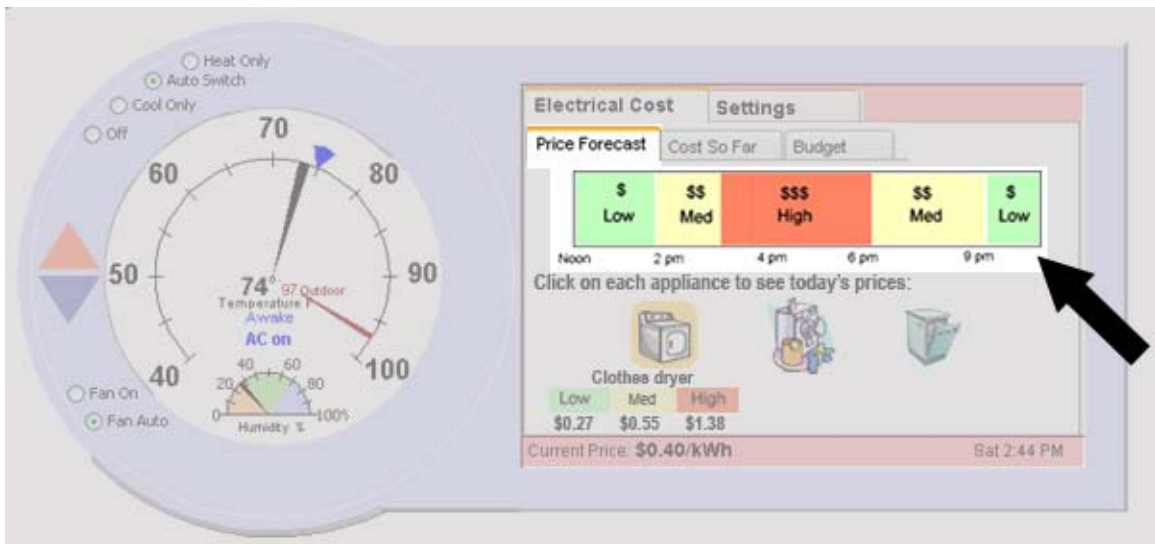 Heat Only
Auto Switch
Cool Only
Off
70
60
80
50
90
74°
97 Outdoor
Temperature F
Awake
AC on
40
100
20
40
60
80
0
100%
Humidity %
Fan On
Fan Auto
Electrical Cost
Settings
Price Forecast
Cost So Far
Budget
$ $$ $$$ $$ $
Low Med High Med Low
Noon 2 pm 4 pm 6 pm 9 pm
Click on each appliance to see today's prices:
Clothes dryer
Low Med High
$0.27 $0.55 $1.38
Current Price: $0.40/kWh
Sat 2:44 PM